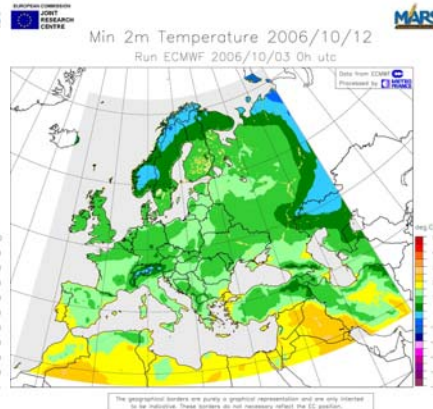 EUROPEAN COMMISSION
JOINT
RESEARCH
CENTRE
MARS
Min 2m Temperature 2006/10/12
Run ECMWF 2006/10/03 0h utc
Data from ECMWF
Processed by METEO FRANCE
deg C
The geographical borders are purely a graphical representation and are only intended
to be indicative. These borders do not necessarily reflect the EC position.